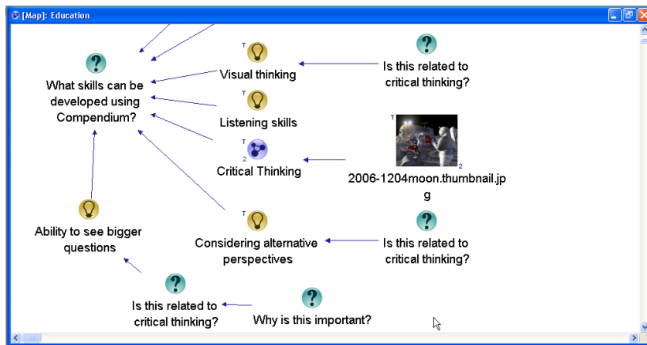 [Map]: Education
What skills can be
developed using
Compendium?
T
Visual thinking
Is this related to
critical thinking?
T
Listening skills
T
2
Critical Thinking
T
2
2006-1204moon.thumbnail.jp
g
Ability to see bigger
questions
T
Considering alternative
perspectives
Is this related to
critical thinking?
Is this related to
critical thinking?
Why is this important?